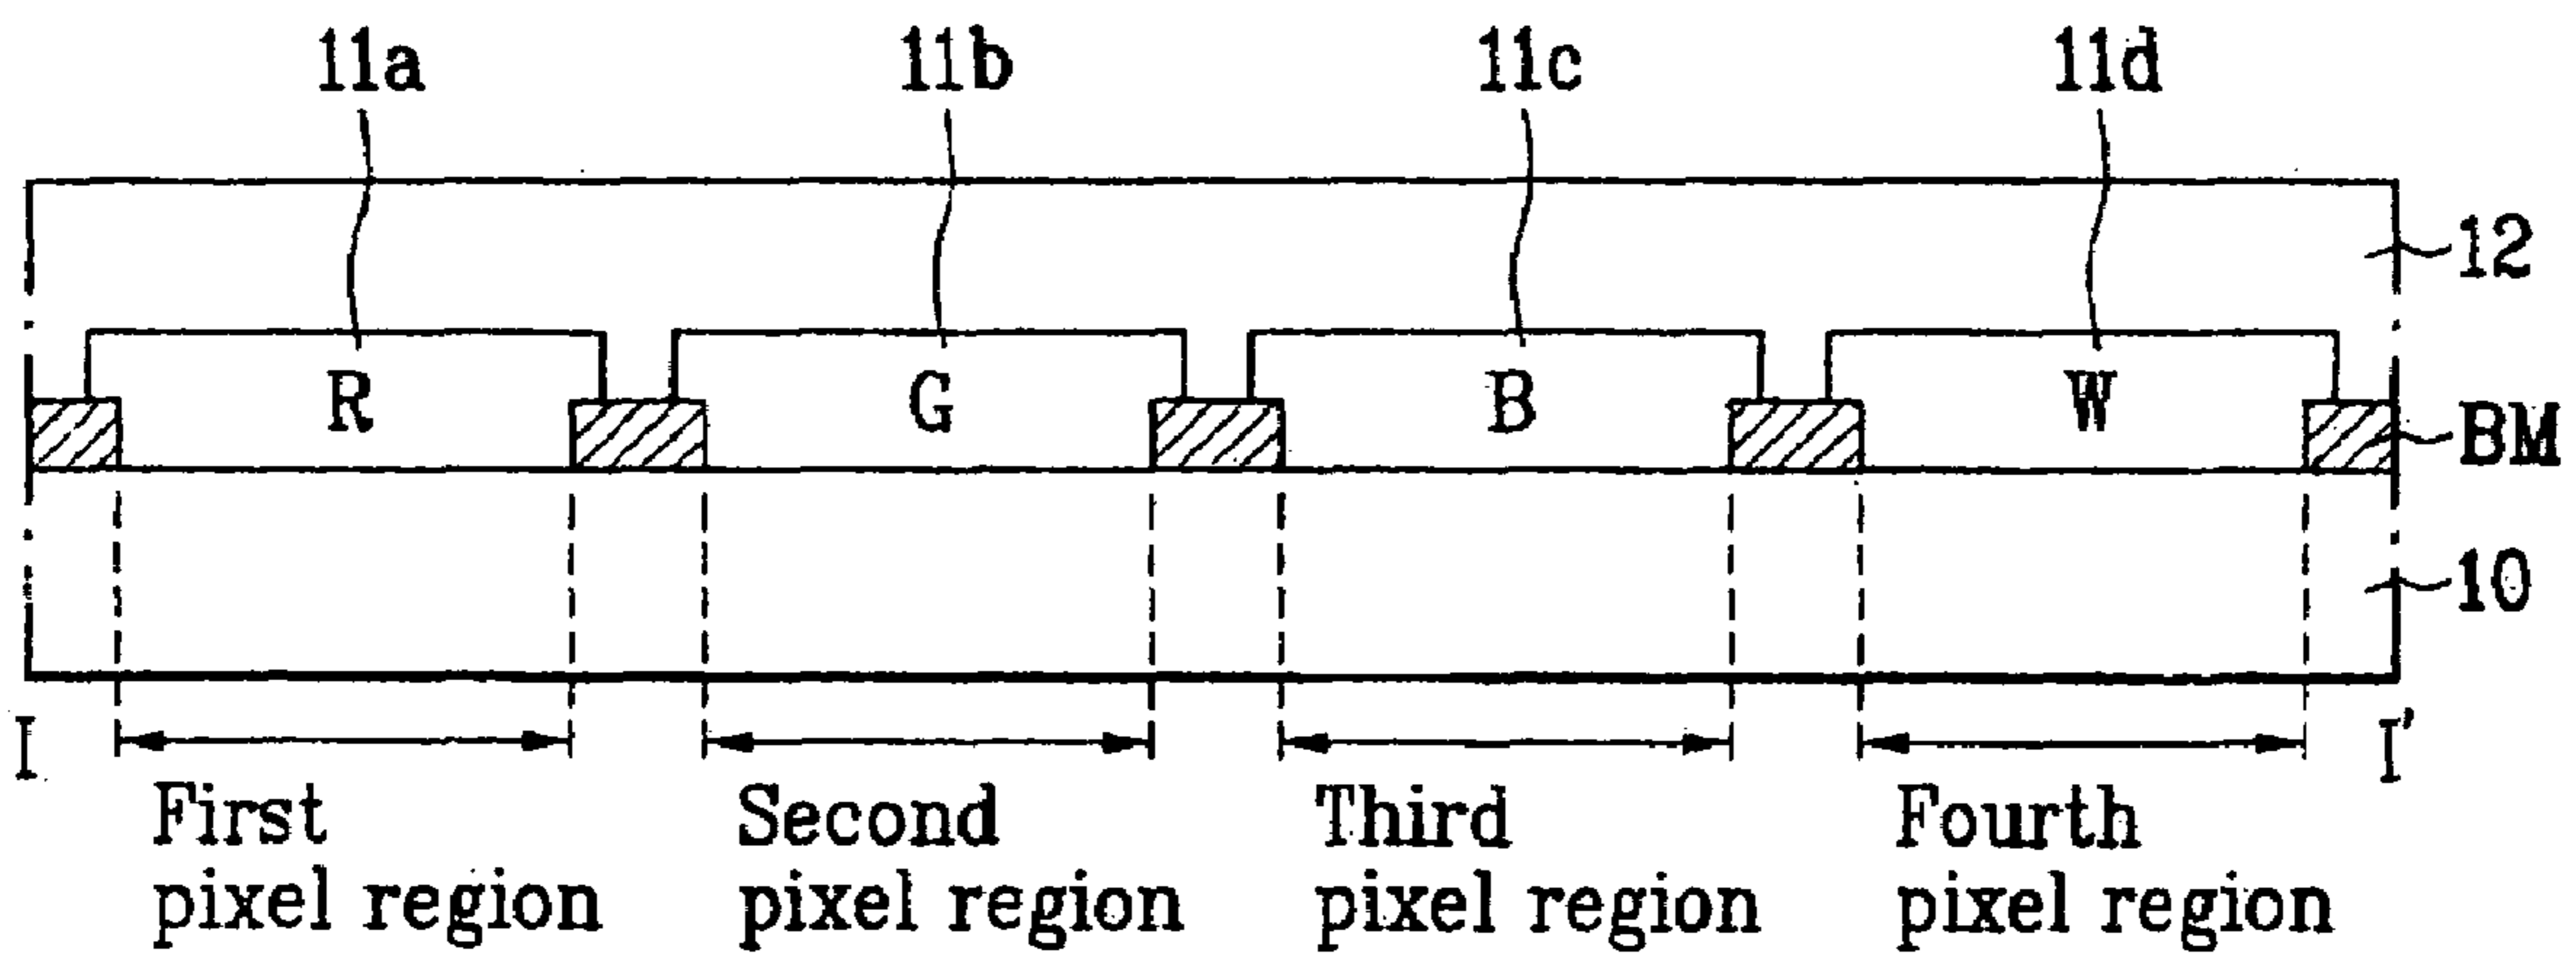 11a 11b 11c 11d
12
R G B W
BM
10
I I'
First Second Third Fourth
pixel region pixel region pixel region pixel region